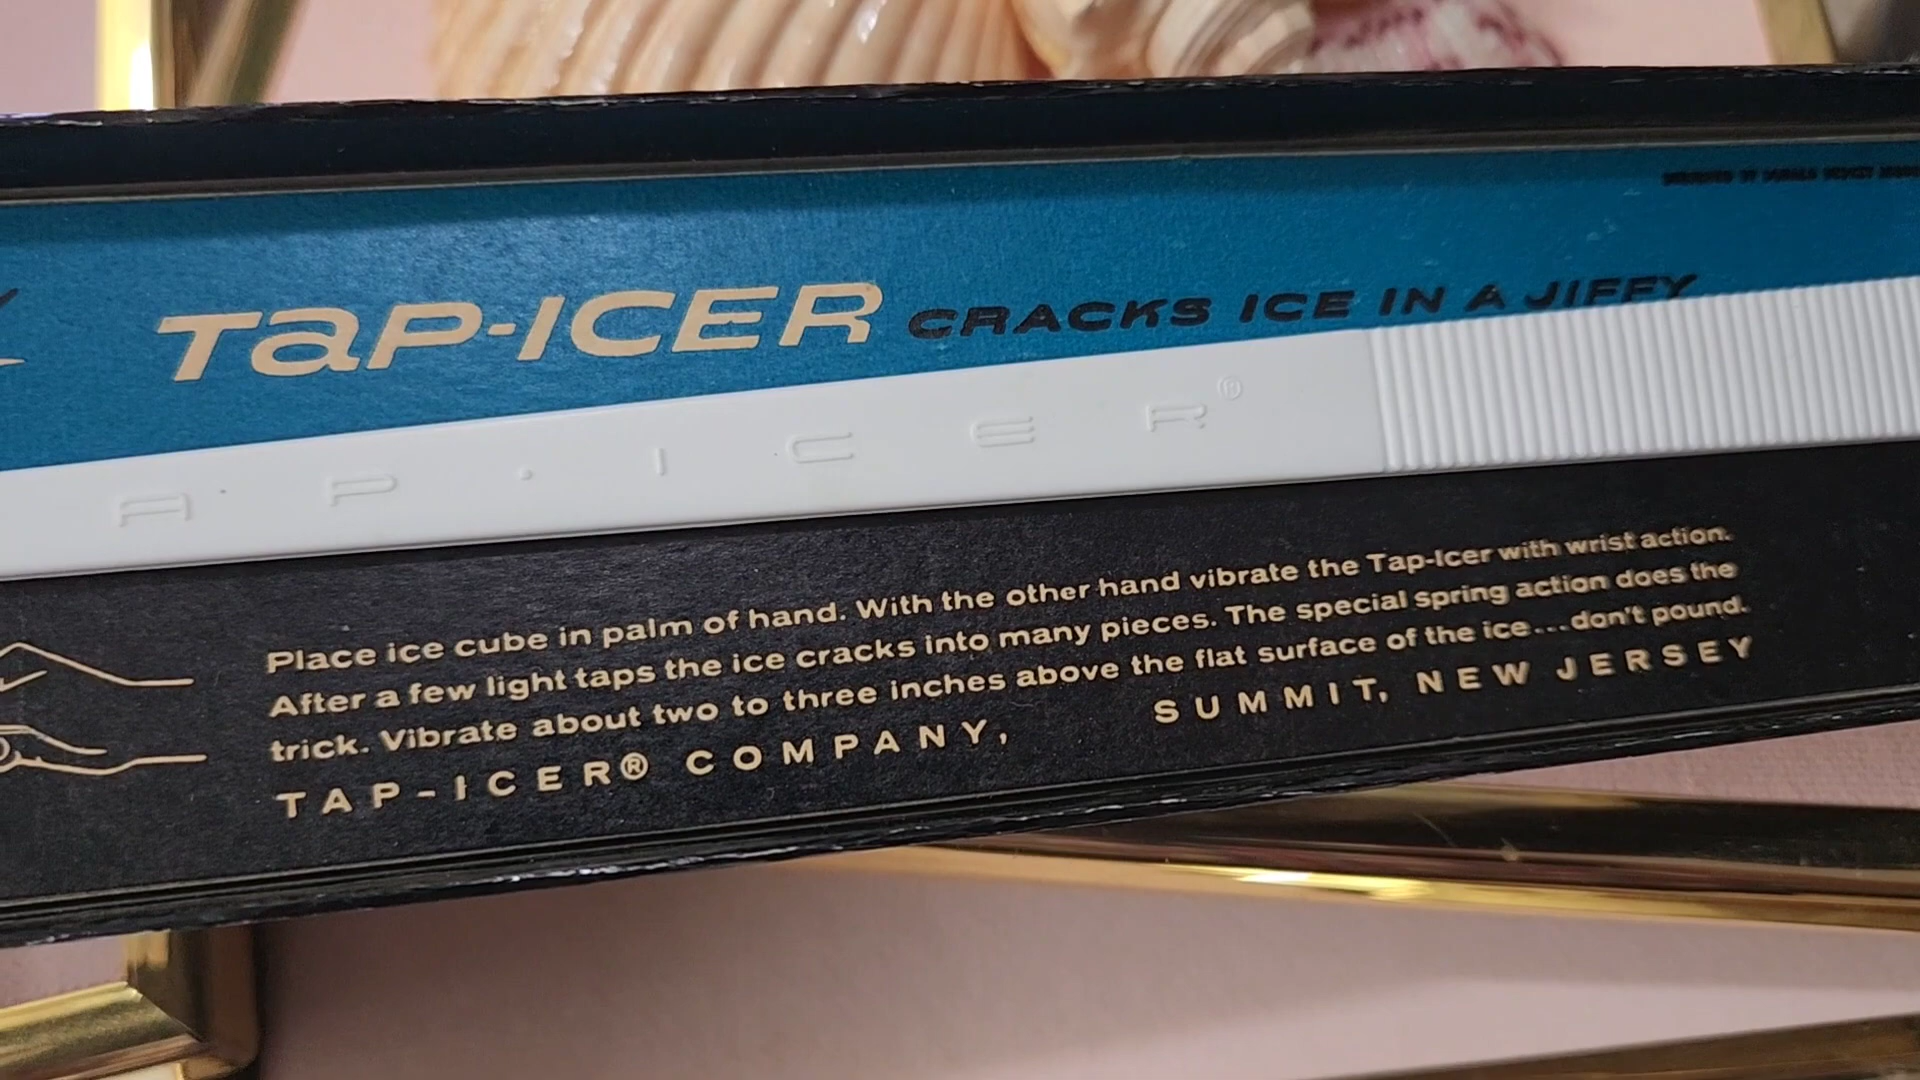 TAP-ICER CRACKS ICE IN A JIFFY
AP·ICER®
Place ice cube in palm of hand. With the other hand vibrate the Tap-Icer with wrist action.
After a few light taps the ice cracks into many pieces. The special spring action does the
trick. Vibrate about two to three inches above the flat surface of the ice...don't pound.
TAP-ICER® COMPANY, SUMMIT, NEW JERSEY